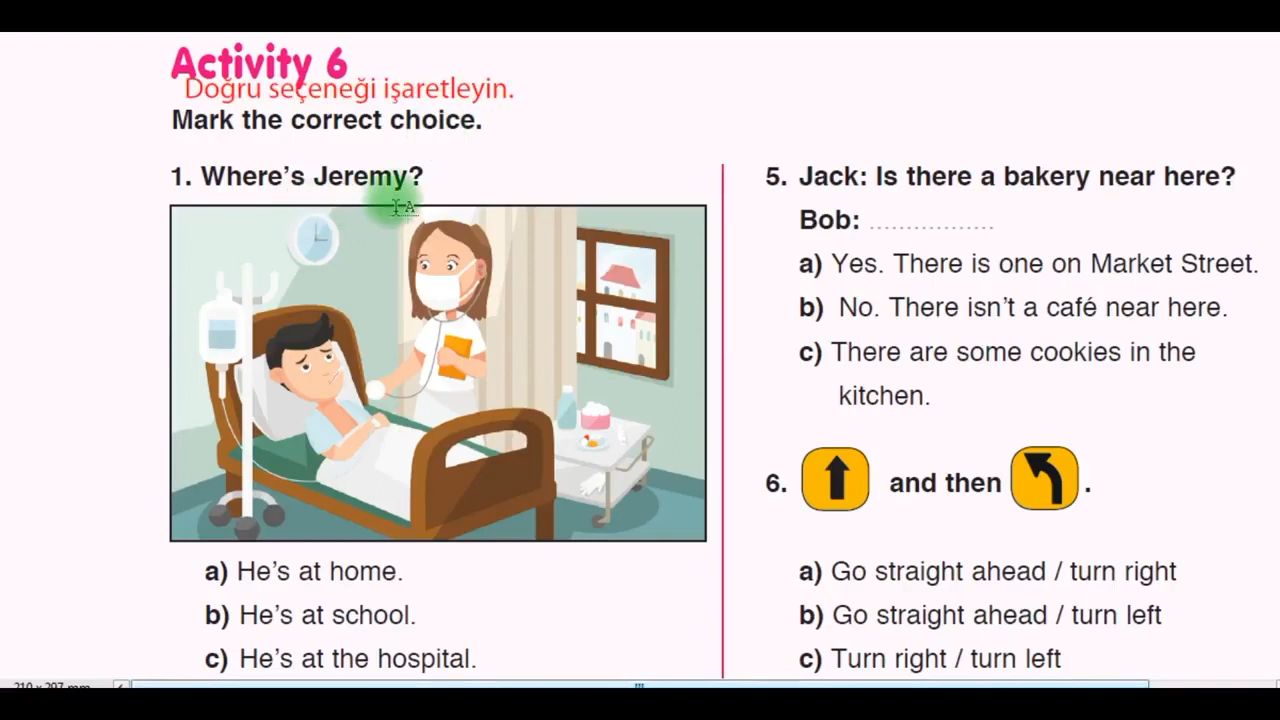 Activity 6
Doğru seçeneği işaretleyin.
Mark the correct choice.
1. Where's Jeremy?
a) He's at home.
b) He's at school.
c) He's at the hospital.
5. Jack: Is there a bakery near here?
Bob: .................
a) Yes. There is one on Market Street.
b) No. There isn't a café near here.
c) There are some cookies in the
kitchen.
6. and then .
a) Go straight ahead / turn right
b) Go straight ahead / turn left
c) Turn right / turn left